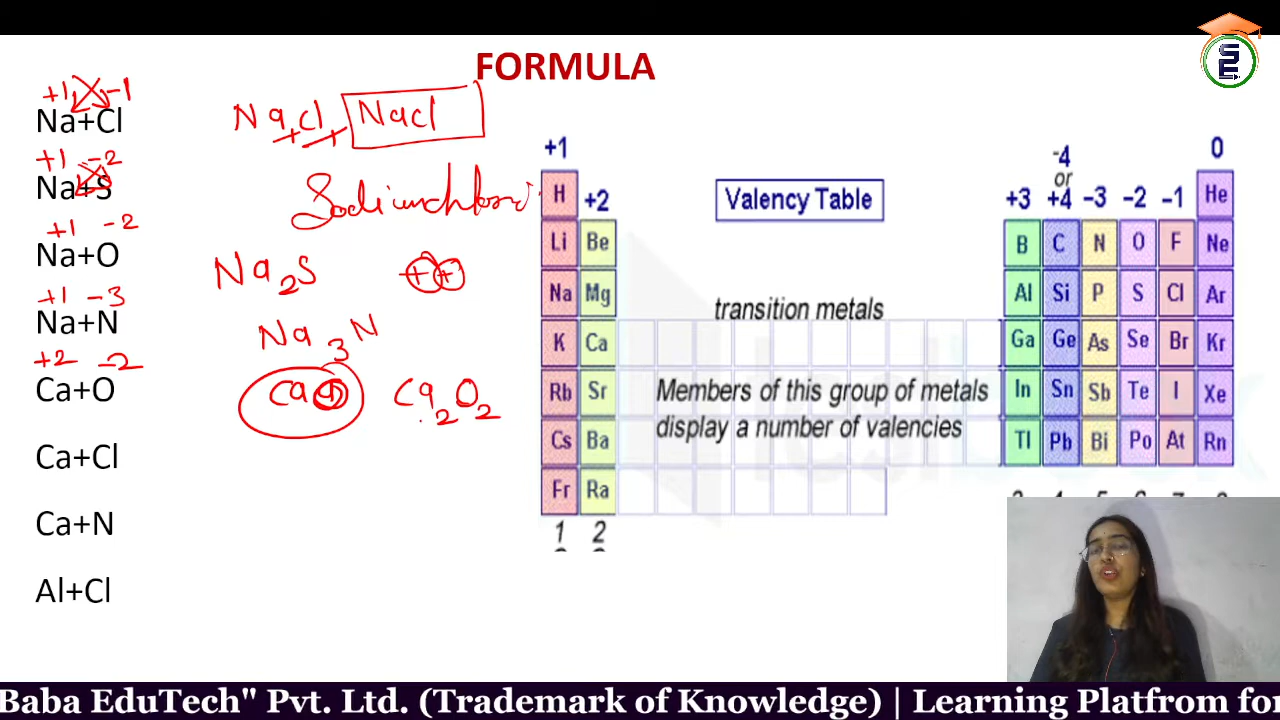 FORMULA
+1 -1
Na+Cl
Na Cl
Nacl
+1 -2
Na+S
+1 -2
Na+O
Na2S
+1 -3
Na+N
Na3N
+2 -2
Ca+O
Ca2O2
Ca+Cl
Ca+N
Al+Cl
Valency Table
+1 +2 +3 -4 or +4 -3 -2 -1 0
H He
Li Be B C N O F Ne
Na Mg Al Si P S Cl Ar
transition metals
K Ca Ga Ge As Se Br Kr
Rb Sr In Sn Sb Te I Xe
Members of this group of metals
display a number of valencies
Cs Ba Tl Pb Bi Po At Rn
Fr Ra
1 2
Baba EduTech" Pvt. Ltd. (Trademark of Knowledge) | Learning Platfrom for